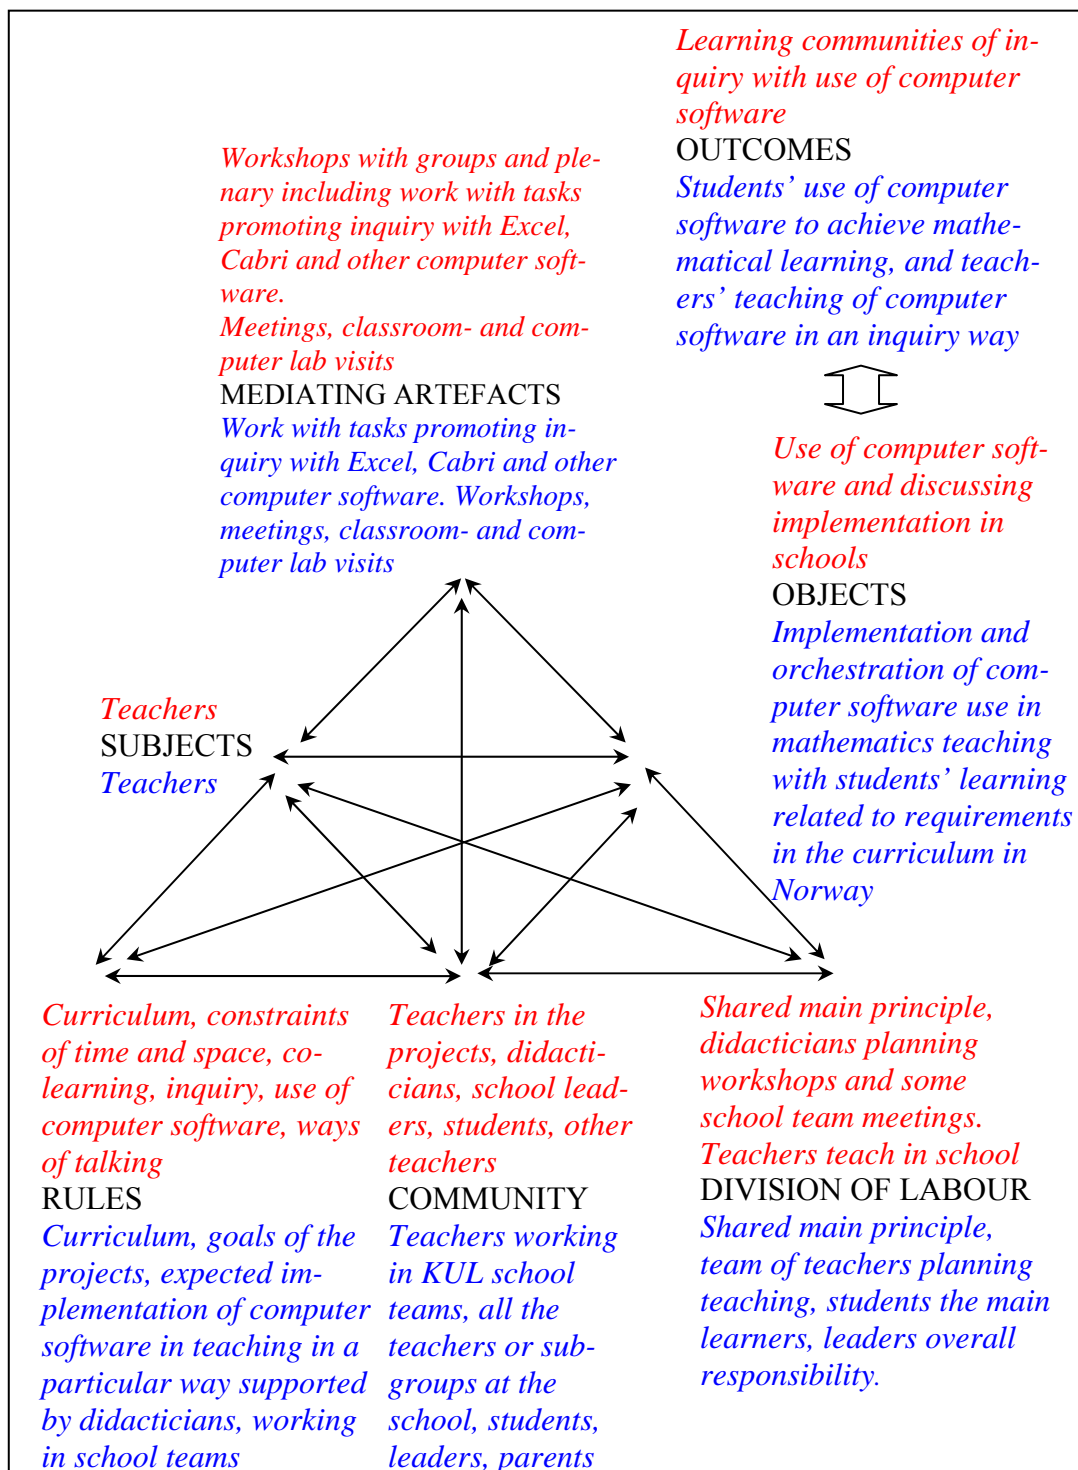 Learning communities of in-
quiry with use of computer
software
OUTCOMES
Students’ use of computer
software to achieve mathe-
matical learning, and teach-
ers’ teaching of computer
software in an inquiry way
Workshops with groups and ple-
nary including work with tasks
promoting inquiry with Excel,
Cabri and other computer soft-
ware.
Meetings, classroom- and com-
puter lab visits
MEDIATING ARTEFACTS
Work with tasks promoting in-
quiry with Excel, Cabri and other
computer software. Workshops,
meetings, classroom- and com-
puter lab visits
Use of computer soft-
ware and discussing
implementation in
schools
OBJECTS
Implementation and
orchestration of com-
puter software use in
mathematics teaching
with students’ learning
related to requirements
in the curriculum in
Norway
Teachers
SUBJECTS
Teachers
Curriculum, constraints
of time and space, co-
learning, inquiry, use of
computer software, ways
of talking
RULES
Curriculum, goals of the
projects, expected im-
plementation of computer
software in teaching in a
particular way supported
by didacticians, working
in school teams
Teachers in the
projects, didacti-
cians, school lead-
ers, students, other
teachers
COMMUNITY
Teachers working
in KUL school
teams, all the
teachers or sub-
groups at the
school, students,
leaders, parents
Shared main principle,
didacticians planning
workshops and some
school team meetings.
Teachers teach in school
DIVISION OF LABOUR
Shared main principle,
team of teachers planning
teaching, students the main
learners, leaders overall
responsibility.